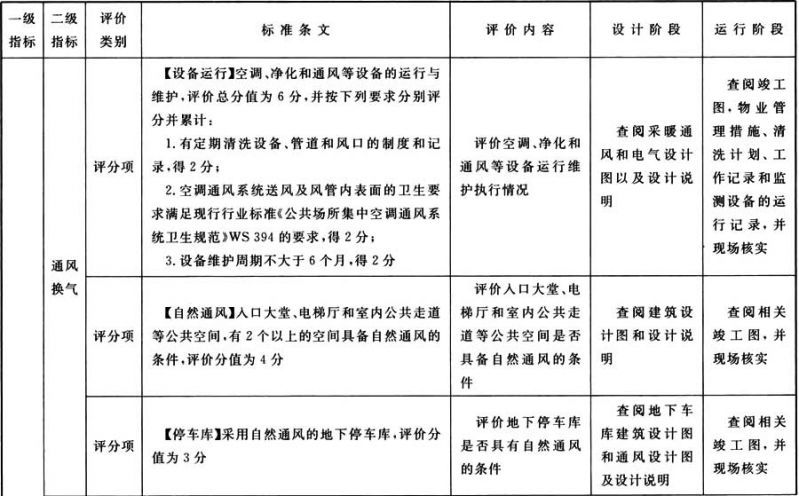 一级指标
二级指标
评价类别
标准条文
评价内容
设计阶段
运行阶段
通风换气
评分项
【设备运行】空调、净化和通风等设备的运行与
维护,评价总分值为6分,并按下列要求分别评
分并累计:
1.有定期清洗设备、管道和风口的制度和记
录,得2分;
2.空调通风系统送风及风管内表面的卫生要
求满足现行行业标准《公共场所集中空调通风系
统卫生规范》WS 394的要求,得2分;
3.设备维护周期不大于6个月,得2分
评价空调、净化和
通风等设备运行维
护执行情况
查阅采暖通
风和电气设计
图以及设计说
明
查阅竣工
图,物业管
理措施、清
洗计划、工
作记录和监
测设备的运
行记录,并
现场核实
评分项
【自然通风】入口大堂、电梯厅和室内公共走道
等公共空间,有2个以上的空间具备自然通风的
条件,评价分值为4分
评价入口大堂、电
梯厅和室内公共走
道等公共空间是否
具备自然通风的条
件
查阅建筑设
计图和设计说
明
查阅相关
竣工图,并
现场核实
评分项
【停车库】采用自然通风的地下停车库,评价分
值为3分
评价地下停车库
是否具有自然通风
的条件
查阅地下车
库建筑设计图
和通风设计图
及设计说明
查阅相关
竣工图,并
现场核实